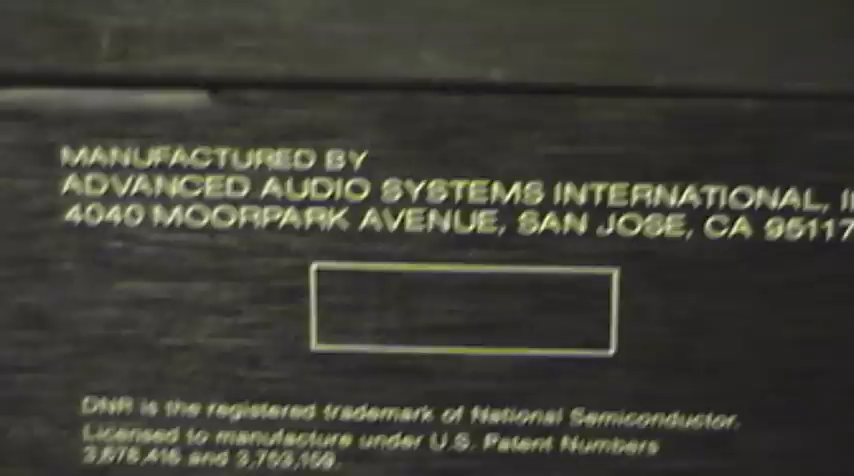 MANUFACTURED BY
ADVANCED AUDIO SYSTEMS INTERNATIONAL,
4040 MOORPARK AVENUE, SAN JOSE, CA 95117
DNR is the registered trademark of National Semiconductor.
Licensed to manufacture under U.S. Patent Numbers
3,678,416 and 3,753,159.